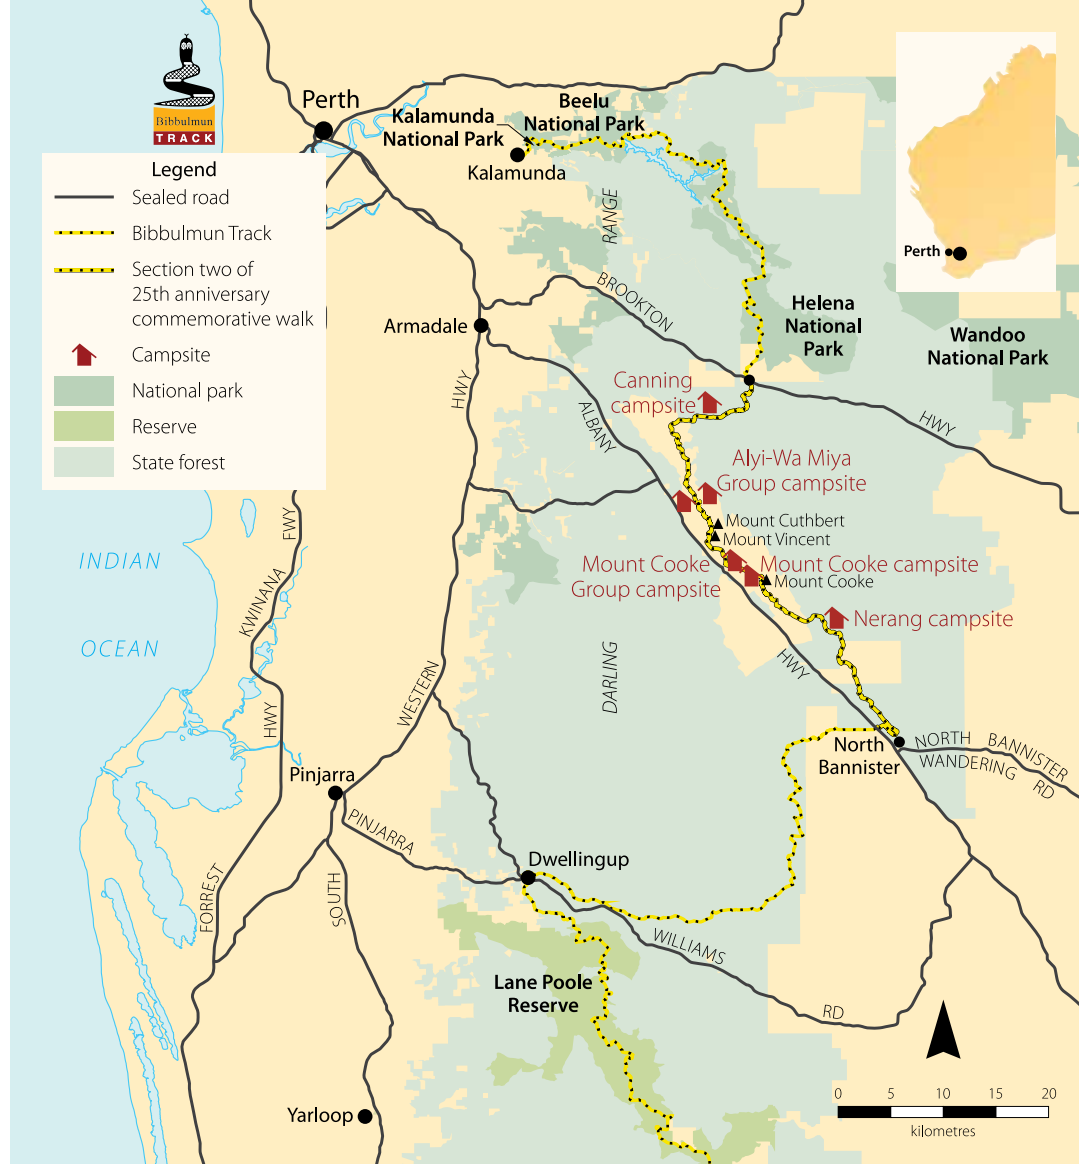 Bibbulmun
TRACK
Perth
Kalamunda
National Park
Beelu
National Park
Kalamunda
Legend
Sealed road
Bibbulmun Track
Section two of
25th anniversary
commemorative walk
Campsite
National park
Reserve
State forest
Perth
RANGE
BROOKTON
HWY
Helena
National
Park
Wandoo
National Park
Armadale
HWY
ALBANY
Canning
campsite
Alyi-Wa Miya
Group campsite
Mount Cuthbert
Mount Vincent
Mount Cooke
Group campsite
Mount Cooke campsite
Mount Cooke
Nerang campsite
INDIAN
OCEAN
FWY
KWINANA
HWY
WESTERN
DARLING
HWY
North
Bannister
NORTH BANNISTER
WANDERING RD
Pinjarra
PINJARRA
Dwellingup
FORREST
SOUTH
WILLIAMS
RD
Lane Poole
Reserve
Yarloop
0 5 10 15 20
kilometres